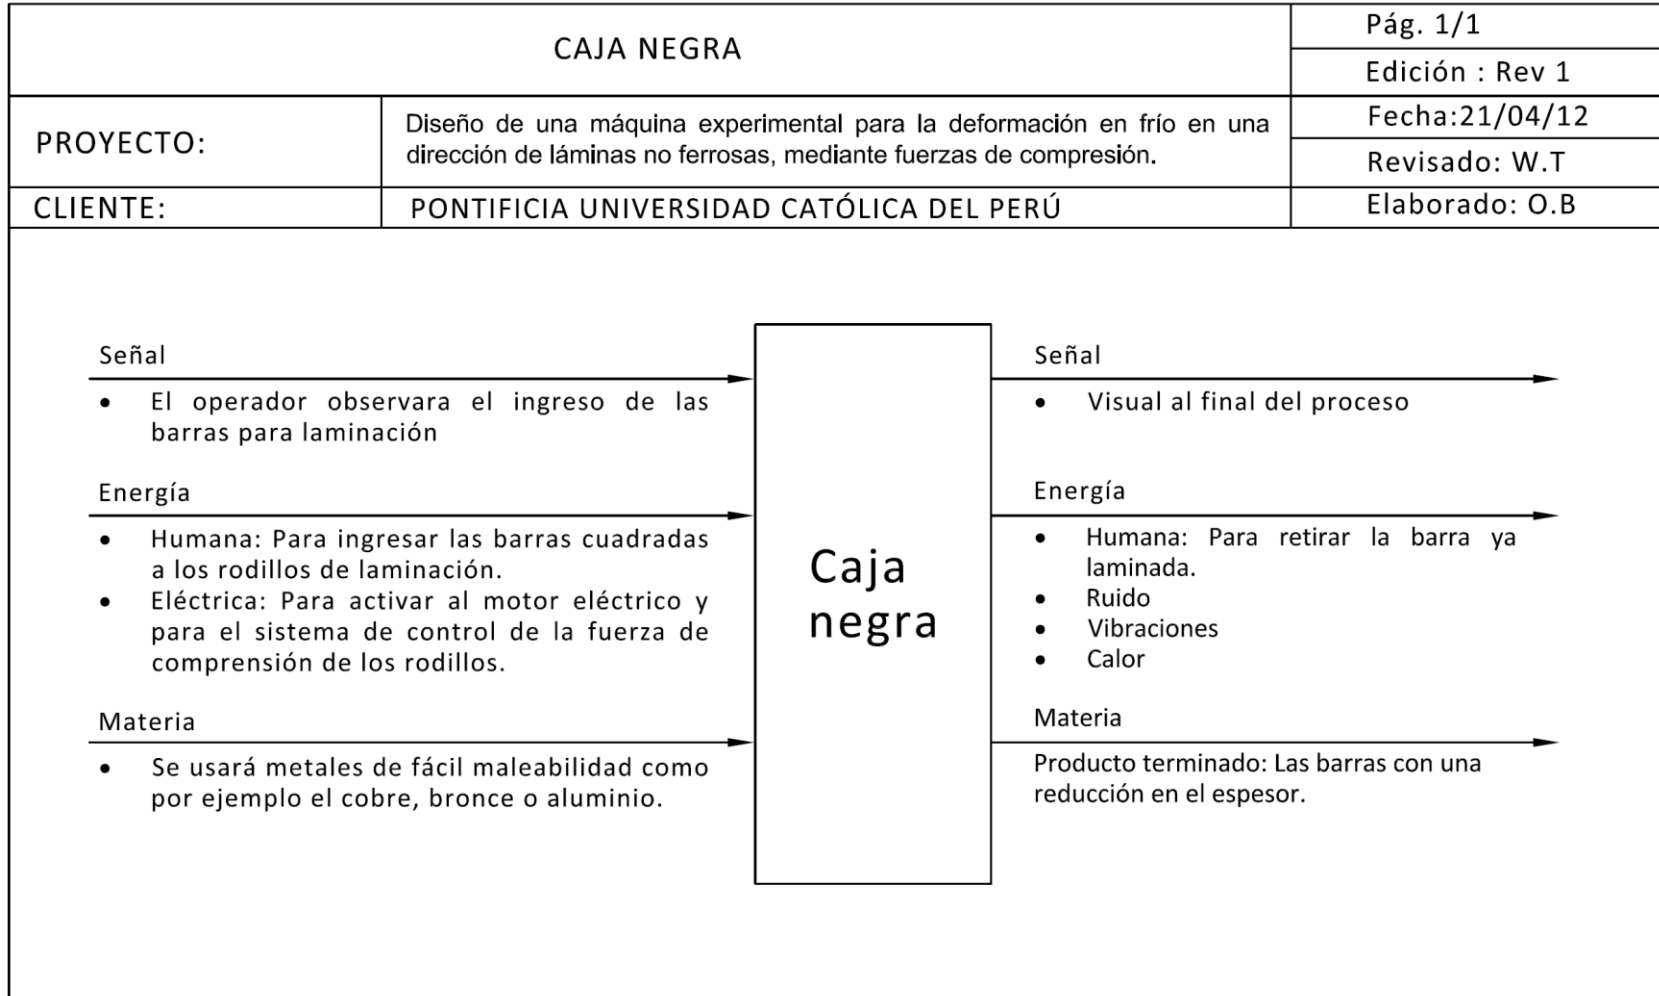 CAJA NEGRA
Pág. 1/1
Edición : Rev 1
PROYECTO:
Diseño de una máquina experimental para la deformación en frío en una
dirección de láminas no ferrosas, mediante fuerzas de compresión.
Fecha:21/04/12
Revisado: W.T
CLIENTE:
PONTIFICIA UNIVERSIDAD CATÓLICA DEL PERÚ
Elaborado: O.B
Señal
• El operador observara el ingreso de las
barras para laminación
Energía
• Humana: Para ingresar las barras cuadradas
a los rodillos de laminación.
• Eléctrica: Para activar al motor eléctrico y
para el sistema de control de la fuerza de
comprensión de los rodillos.
Materia
• Se usará metales de fácil maleabilidad como
por ejemplo el cobre, bronce o aluminio.
Caja
negra
Señal
• Visual al final del proceso
Energía
• Humana: Para retirar la barra ya
laminada.
• Ruido
• Vibraciones
• Calor
Materia
Producto terminado: Las barras con una
reducción en el espesor.